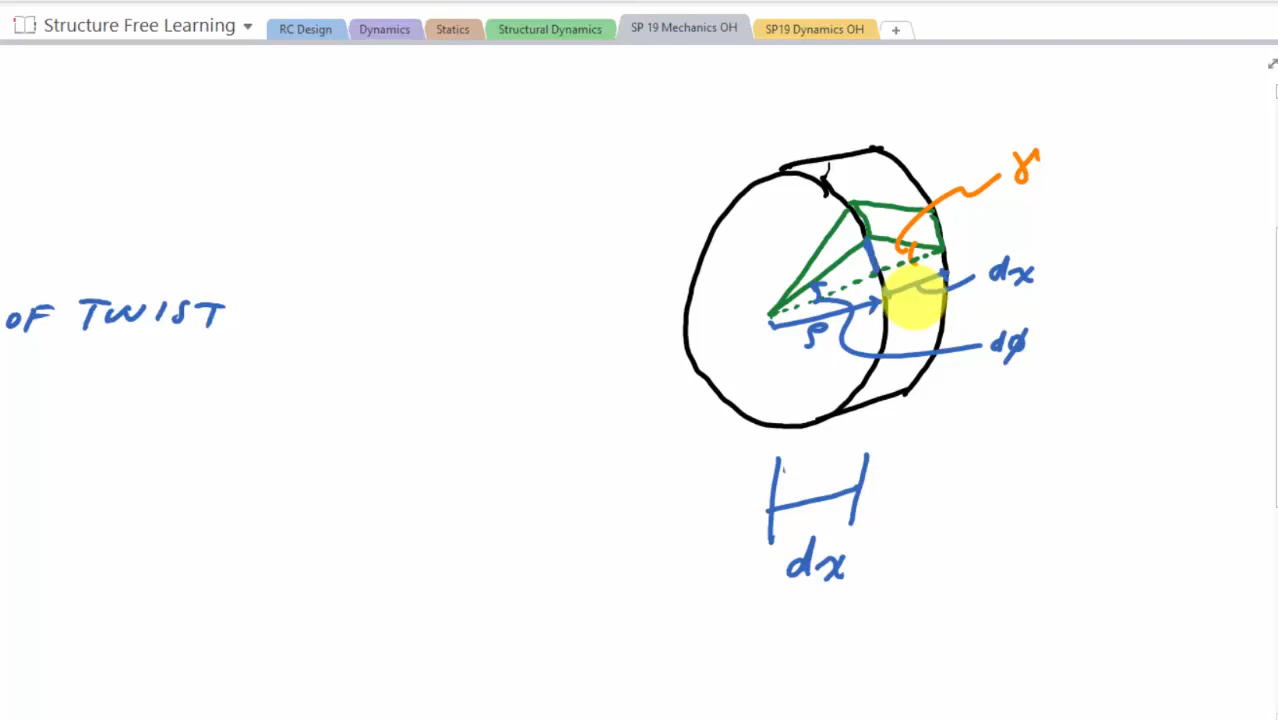 Structure Free Learning
RC Design
Dynamics
Statics
Structural Dynamics
SP 19 Mechanics OH
SP19 Dynamics OH
+
γ
dx
OF TWIST
ρ
dφ
dx